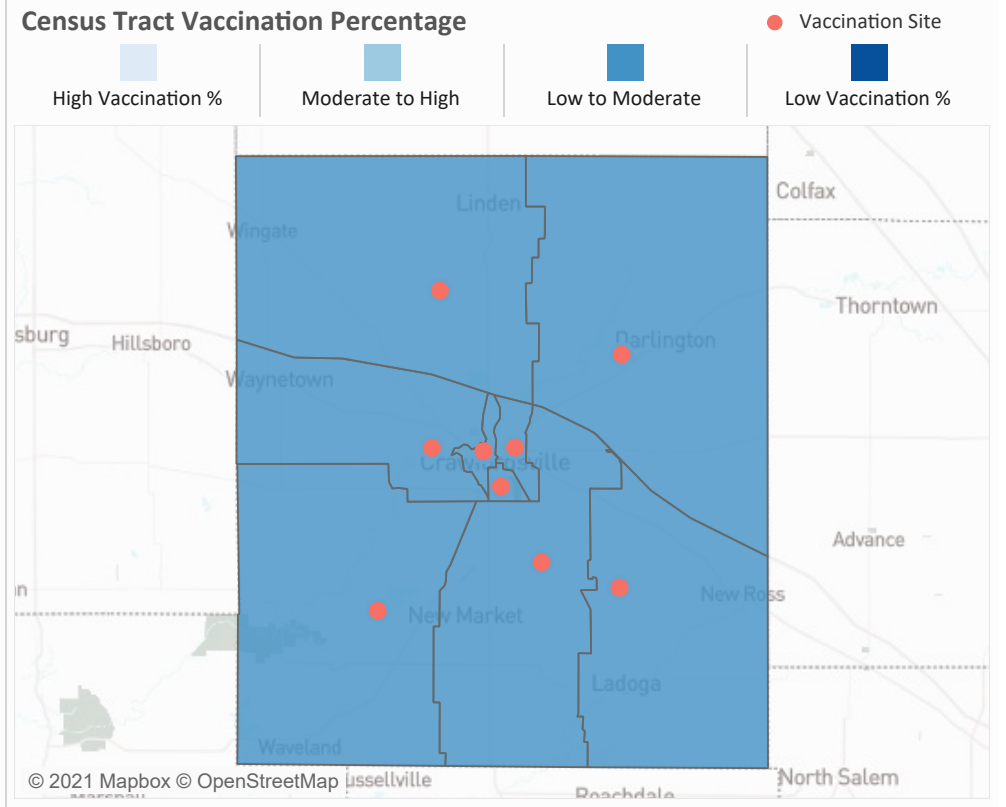 Census Tract Vaccination Percentage
Vaccination Site
High Vaccination %
Moderate to High
Low to Moderate
Low Vaccination %
Colfax
Linden
Wingate
Thorntown
sburg
Hillsboro
Darlington
Waynetown
Crawfordsville
Advance
n
New Ross
New Market
Ladoga
Waveland
© 2021 Mapbox © OpenStreetMap
ussellville
North Salem
Roachdale